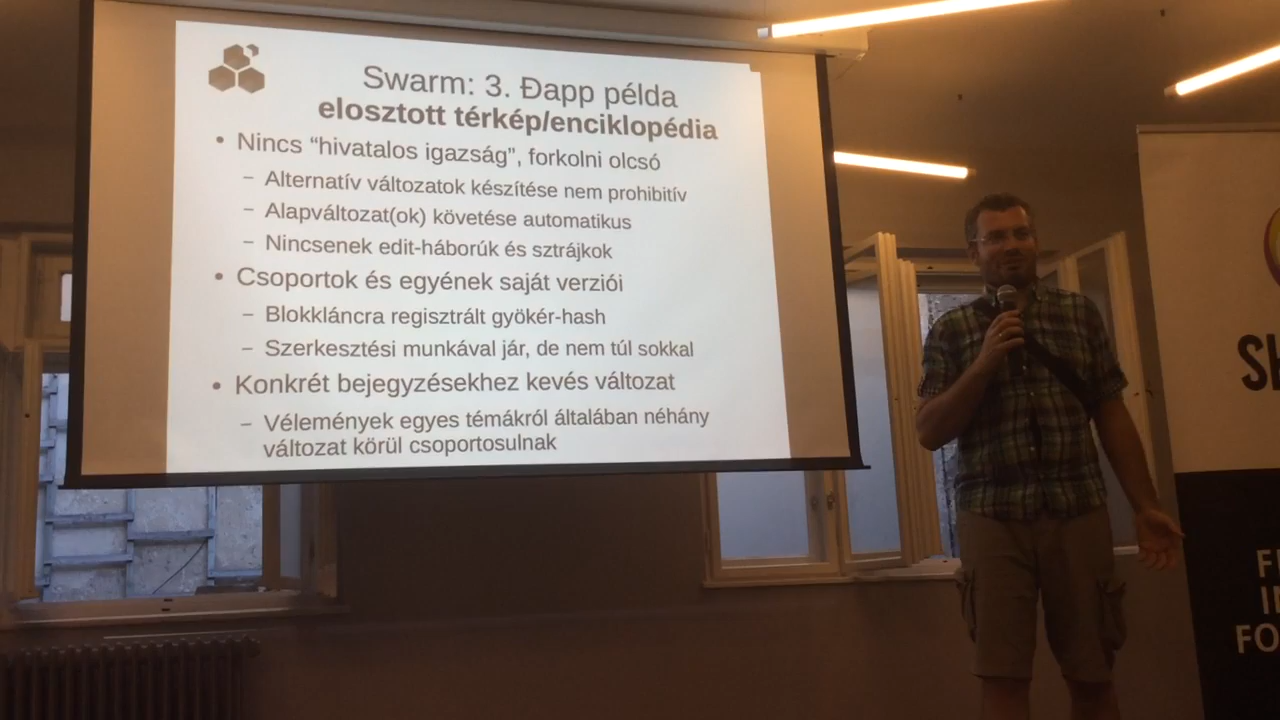 Swarm: 3. Đapp példa
elosztott térkép/enciklopédia
• Nincs “hivatalos igazság”, forkolni olcsó
– Alternatív változatok készítése nem prohibitív
– Alapváltozat(ok) követése automatikus
– Nincsenek edit-háborúk és sztrájkok
• Csoportok és egyének saját verziói
– Blokkláncra regisztrált gyökér-hash
– Szerkesztési munkával jár, de nem túl sokkal
• Konkrét bejegyzésekhez kevés változat
– Vélemények egyes témákról általában néhány
változat körül csoportosulnak